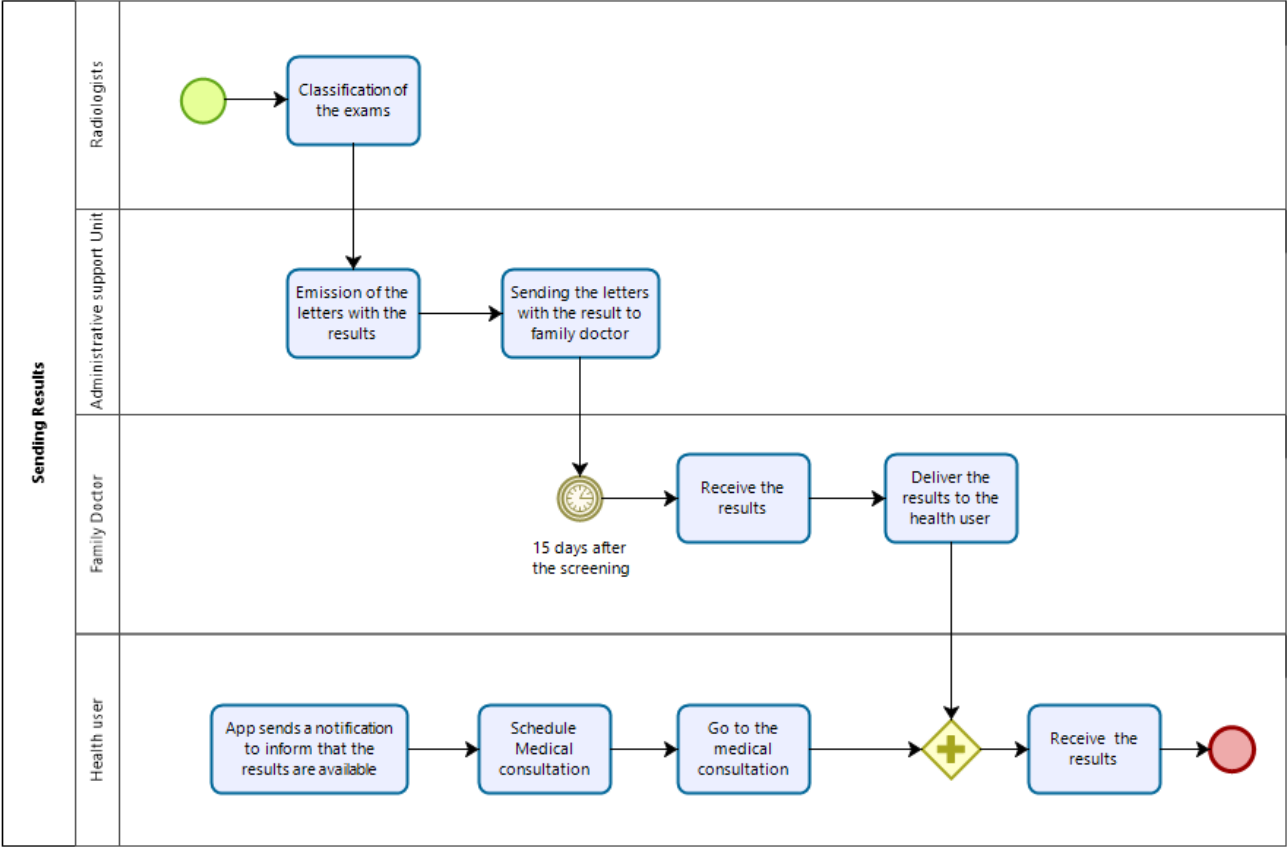 Sending Results
Radiologists
Classification of
the exams
Administrative support Unit
Emission of the
letters with the
results
Sending the letters
with the result to
family doctor
Family Doctor
15 days after
the screening
Receive the
results
Deliver the
results to the
health user
Health user
App sends a notification
to inform that the
results are available
Schedule
Medical
consultation
Go to the
medical
consultation
Receive the
results